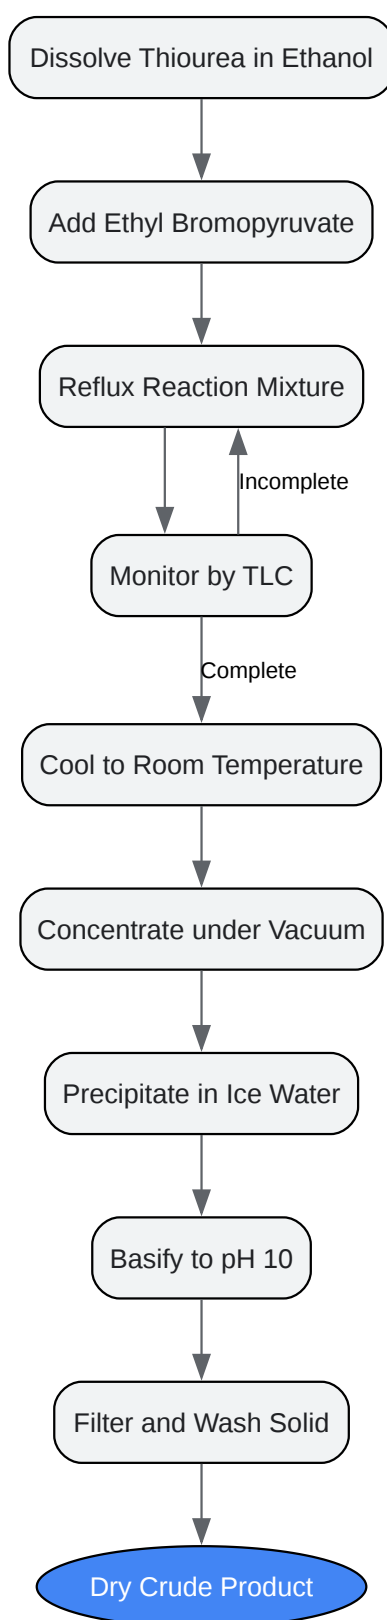 Dissolve Thiourea in Ethanol
Add Ethyl Bromopyruvate
Reflux Reaction Mixture
Incomplete
Monitor by TLC
Complete
Cool to Room Temperature
Concentrate under Vacuum
Precipitate in Ice Water
Basify to pH 10
Filter and Wash Solid
Dry Crude Product